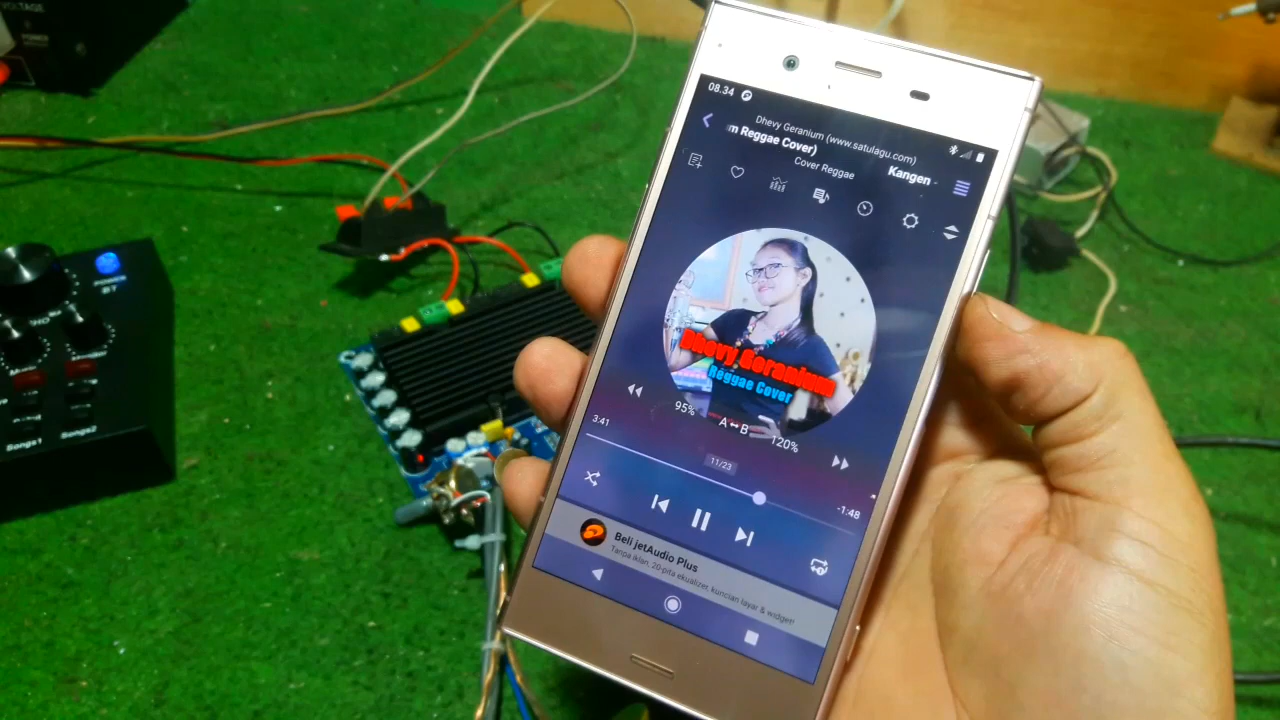 VOLTAGE
POWER
08.34
Dhevy Geranium (www.satulagu.com)
m Reggae Cover)
Kangen
Cover Reggae
Dhevy Geranium
Reggae Cover
95%
A↔B
120%
3:41
11/23
-1:48
Beli jetAudio Plus
Tanpa iklan, 20-pita ekualizer, kuncian layar & widget!
Songs1
Songs2